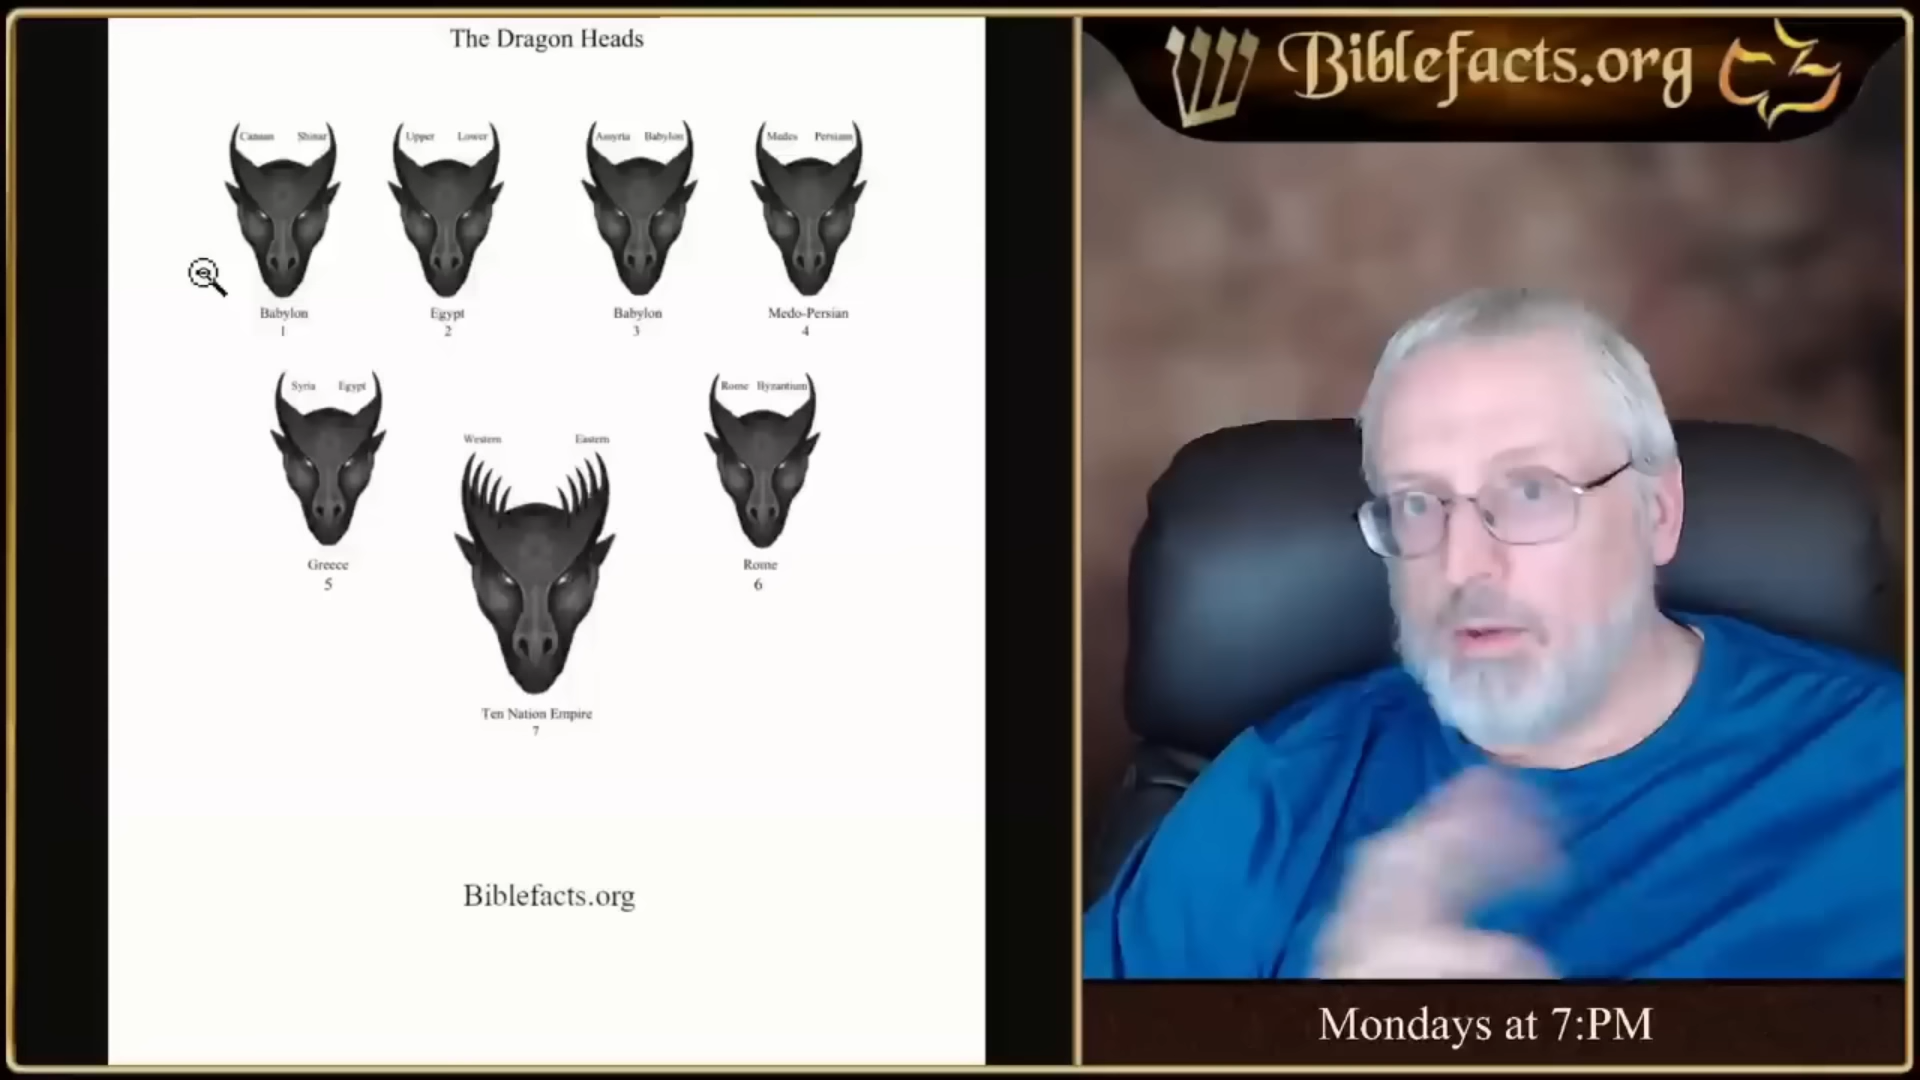 The Dragon Heads
Canaan Shinar
Upper Lower
Assyria Babylon
Medes Persians
Babylon
1
Egypt
2
Babylon
3
Medo-Persian
4
Syria Egypt
Rome Byzantium
Western Eastern
Greece
5
Rome
6
Ten Nation Empire
7
Biblefacts.org
ש Biblefacts.org
Mondays at 7:PM